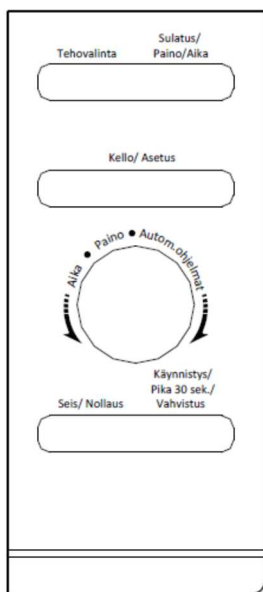 Tehovalinta
Sulatus/
Paino/Aika
Kello/ Asetus
Aika ● Paino ● Autom.ohjelmat
Seis/ Nollaus
Käynnistys/
Pika 30 sek./
Vahvistus